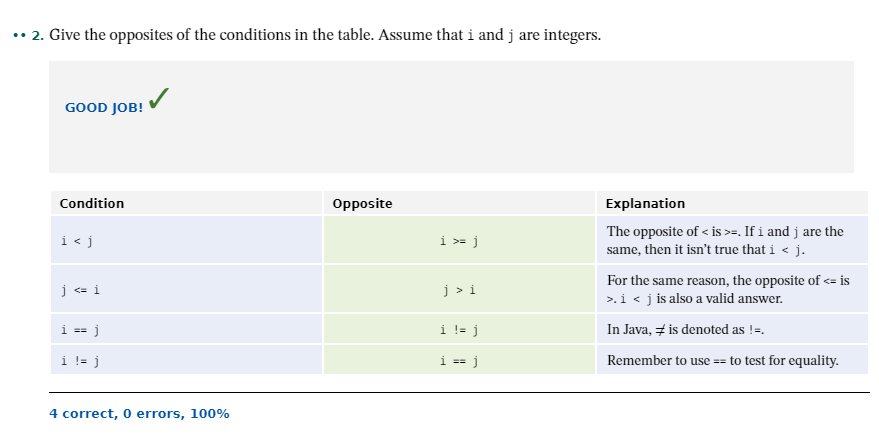 •• 2. Give the opposites of the conditions in the table. Assume that i and j are integers.
GOOD JOB! ✓
Condition Opposite Explanation
i < j i >= j The opposite of < is >=. If i and j are the
same, then it isn’t true that i < j.
j <= i j > i For the same reason, the opposite of <= is
>. i < j is also a valid answer.
i == j i != j In Java, ≠ is denoted as !=.
i != j i == j Remember to use == to test for equality.
4 correct, 0 errors, 100%